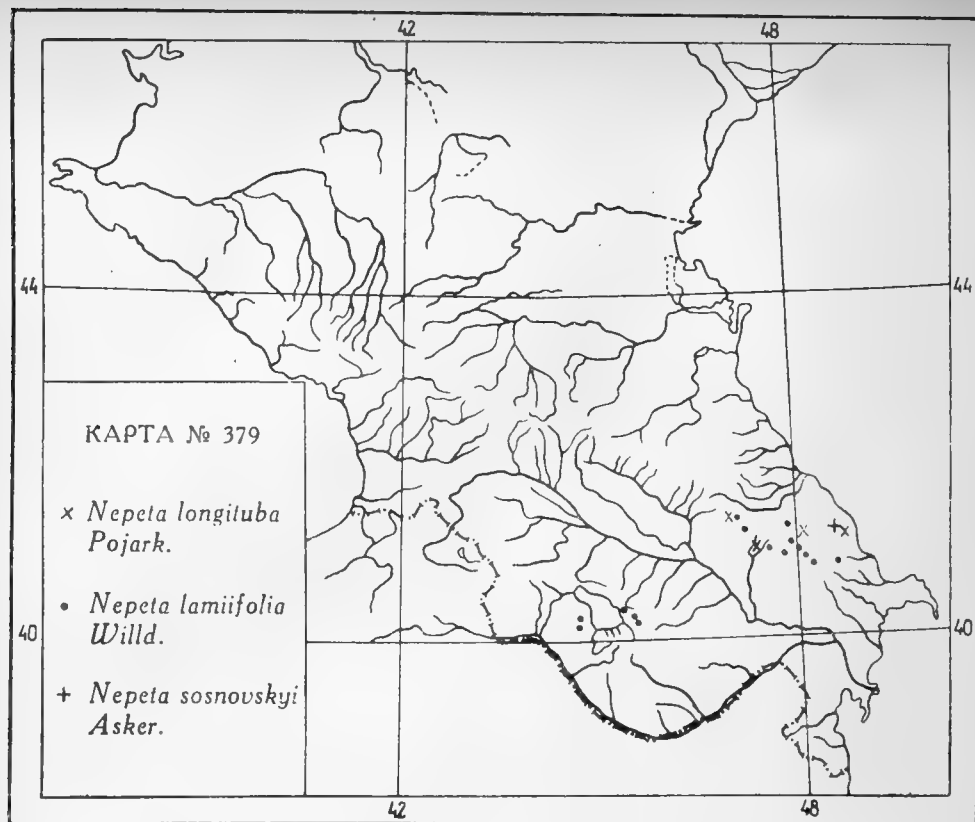 42 48
44 44
КАРТА № 379
× Nepeta longituba
Pojark.
• Nepeta lamiifolia
Willd.
+ Nepeta sosnovskyi
Asker.
40 40
42 48